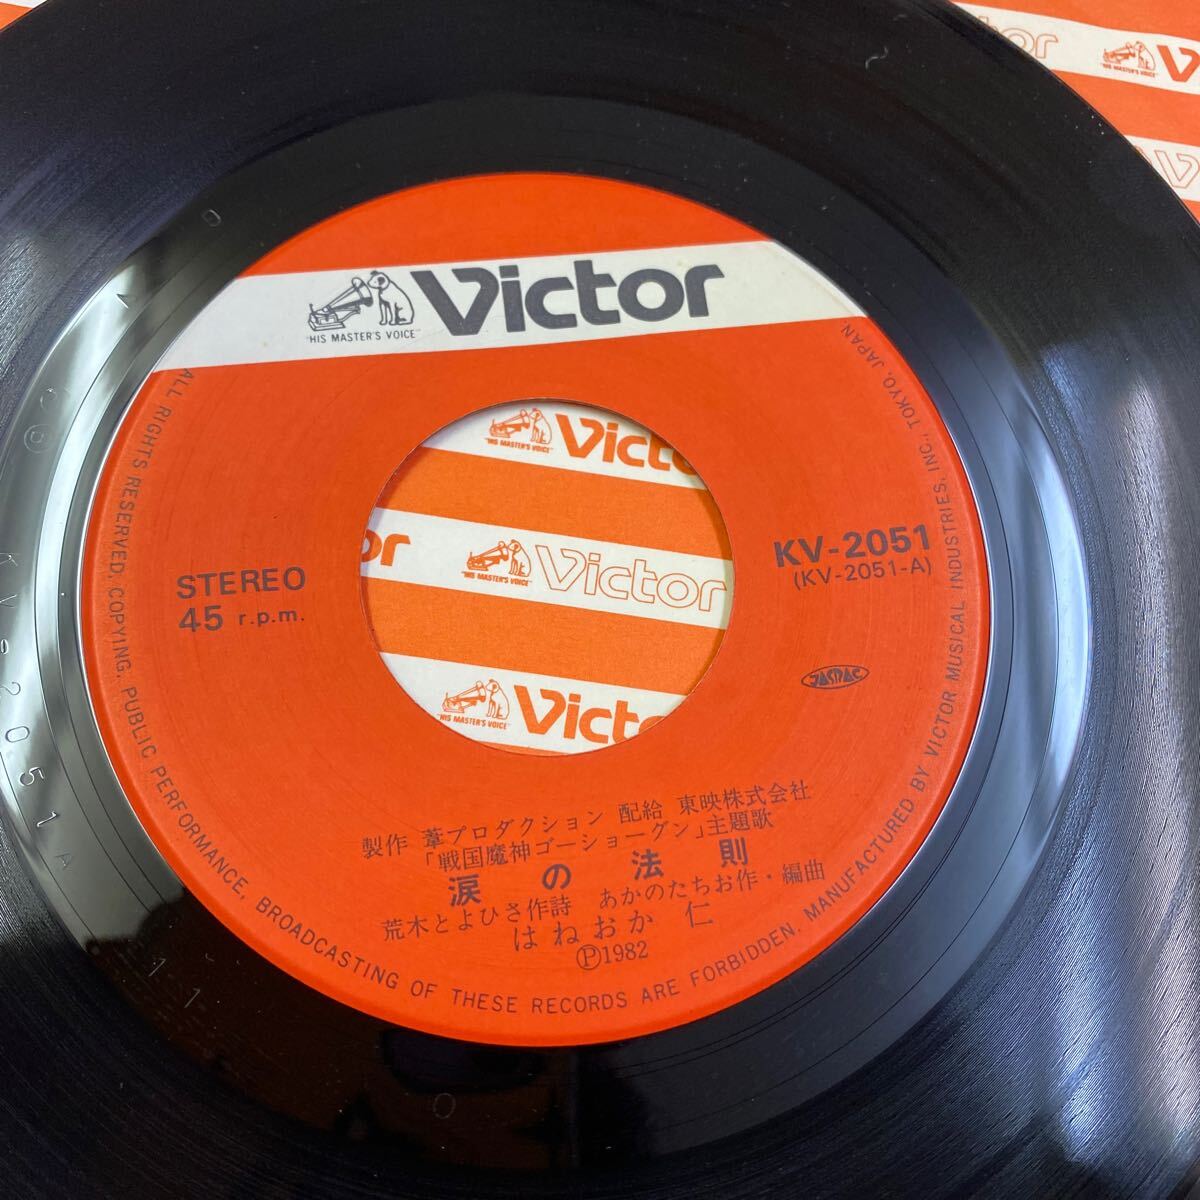 Victor
"HIS MASTER'S VOICE"
Victor
"HIS MASTER'S VOICE"
Victor
ALL RIGHTS RESERVED, COPYING, PUBLIC PERFORMANCE, BROADCASTING OF THESE RECORDS ARE FORBIDDEN. MANUFACTURED BY VICTOR MUSICAL INDUSTRIES, INC., TOKYO, JAPAN
"HIS MASTER'S VOICE"
Victor
"HIS MASTER'S VOICE"
"HIS MASTER'S VOICE"
STEREO
45 r.p.m.
KV-2051
(KV-2051-A)
JASRAC
製作 葦プロダクション 配給 東映株式会社
「戦国魔神ゴーショーグン」主題歌
涙の法則
荒木とよひさ作詩 あかのたちお作・編曲
はねおか 仁
Ⓟ1982
KV-2051A